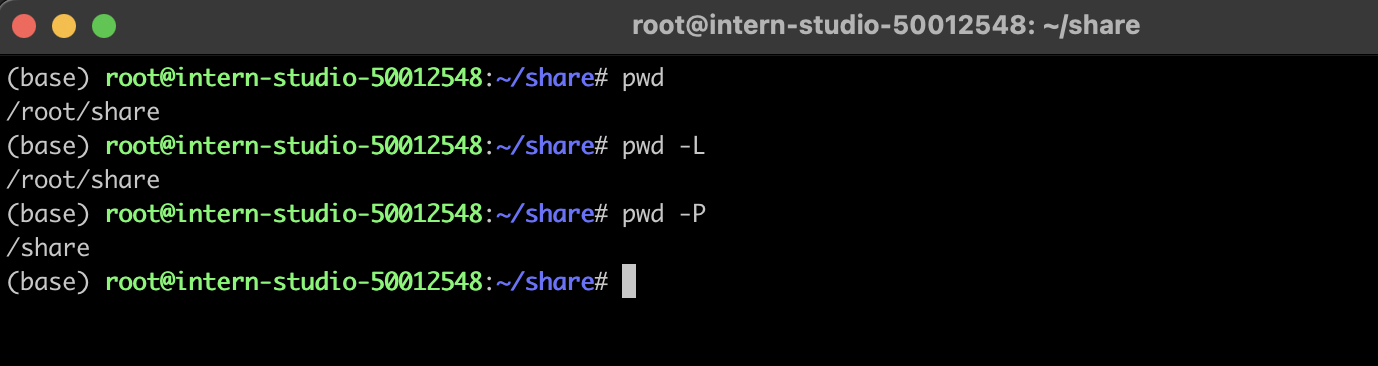 root@intern-studio-50012548: ~/share
(base) root@intern-studio-50012548:~/share# pwd
/root/share
(base) root@intern-studio-50012548:~/share# pwd -L
/root/share
(base) root@intern-studio-50012548:~/share# pwd -P
/share
(base) root@intern-studio-50012548:~/share#